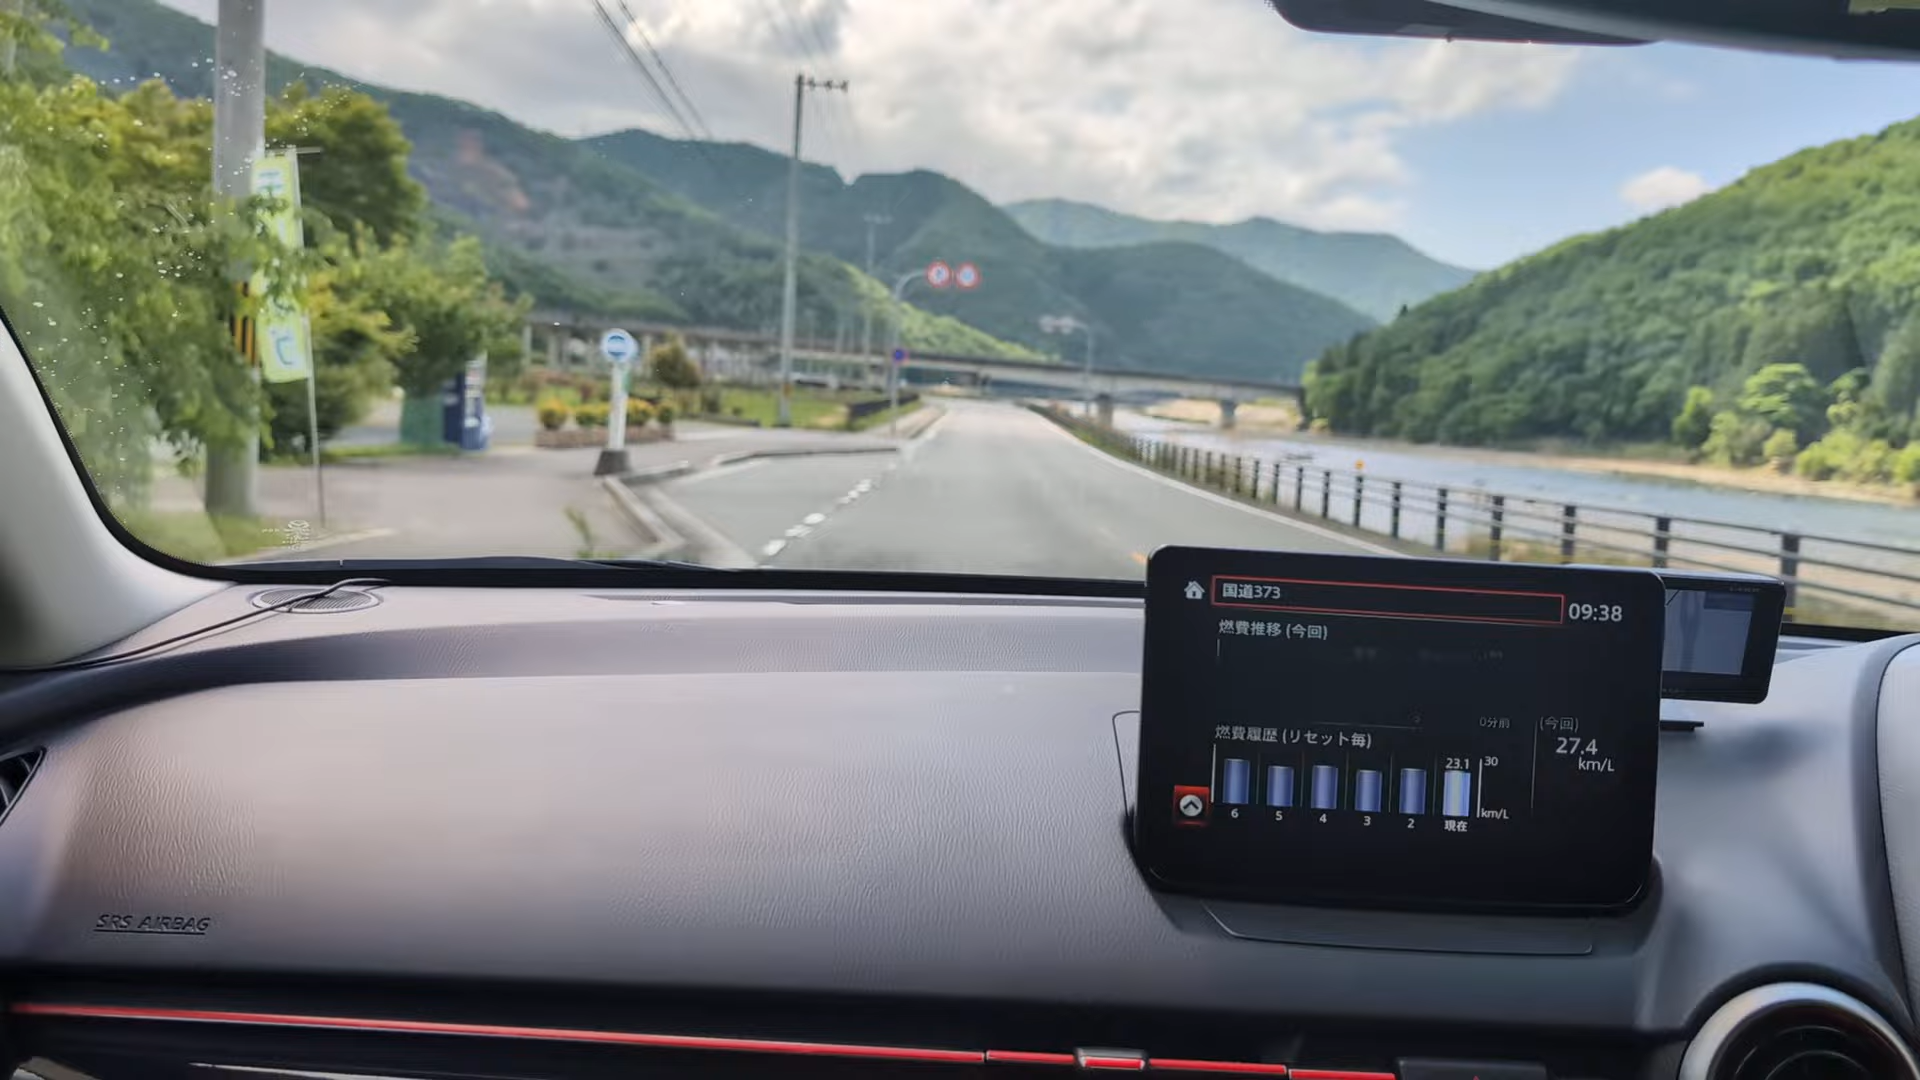 国道373
09:38
燃費推移 (今回)
0分前
(今回)
27.4
km/L
燃費履歴 (リセット毎)
23.1
30
km/L
6 5 4 3 2 現在
SRS AIRBAG